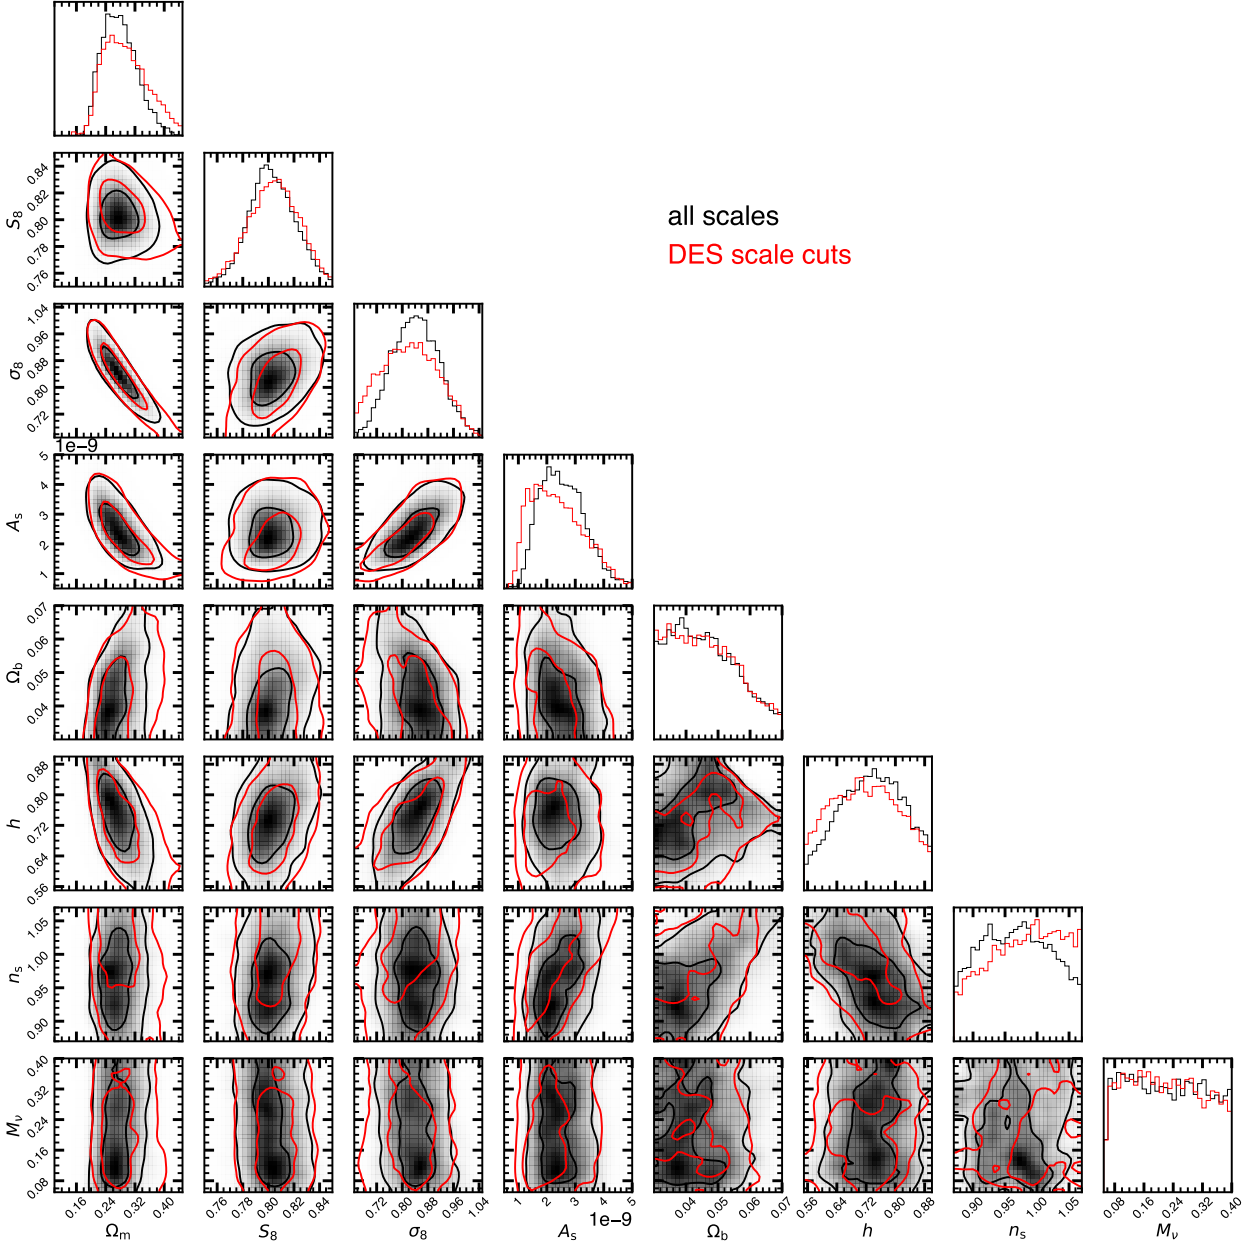 all scales
DES scale cuts
0.84
0.82
0.80
0.78
0.76
S₈
1.04
0.96
0.88
0.80
0.72
σ₈
1e−9
5
4
3
2
1
Aₛ
0.07
0.06
0.05
0.04
Ω_b
0.88
0.80
0.72
0.64
0.56
h
1.05
1.00
0.95
0.90
nₛ
0.40
0.32
0.24
0.16
0.08
M_ν
0.16 0.24 0.32 0.40 0.76 0.78 0.80 0.82 0.84 0.72 0.80 0.88 0.96 1.04 1 2 3 4 5 0.04 0.05 0.06 0.07 0.56 0.64 0.72 0.80 0.88 0.90 0.95 1.00 1.05 0.08 0.16 0.24 0.32 0.40
1e−9
Ω_m S₈ σ₈ Aₛ Ω_b h nₛ M_ν